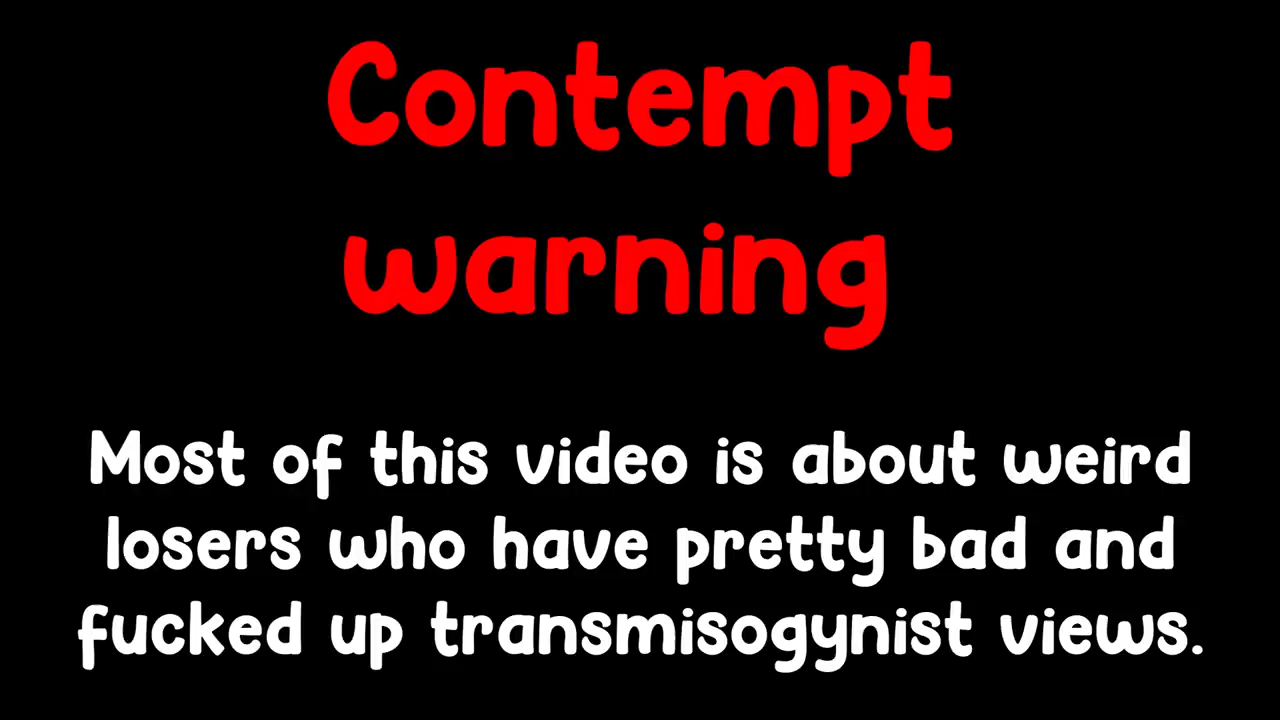 Contempt
warning
Most of this video is about weird
losers who have pretty bad and
fucked up transmisogynist views.